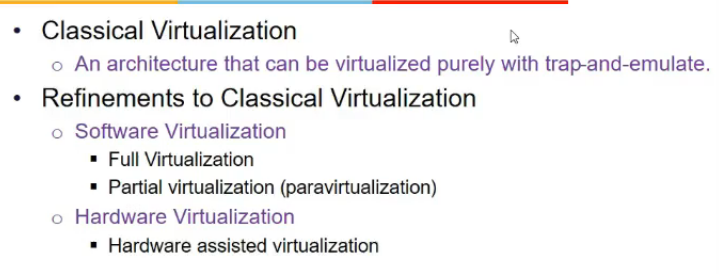 • Classical Virtualization
o An architecture that can be virtualized purely with trap-and-emulate.
• Refinements to Classical Virtualization
o Software Virtualization
▪ Full Virtualization
▪ Partial virtualization (paravirtualization)
o Hardware Virtualization
▪ Hardware assisted virtualization